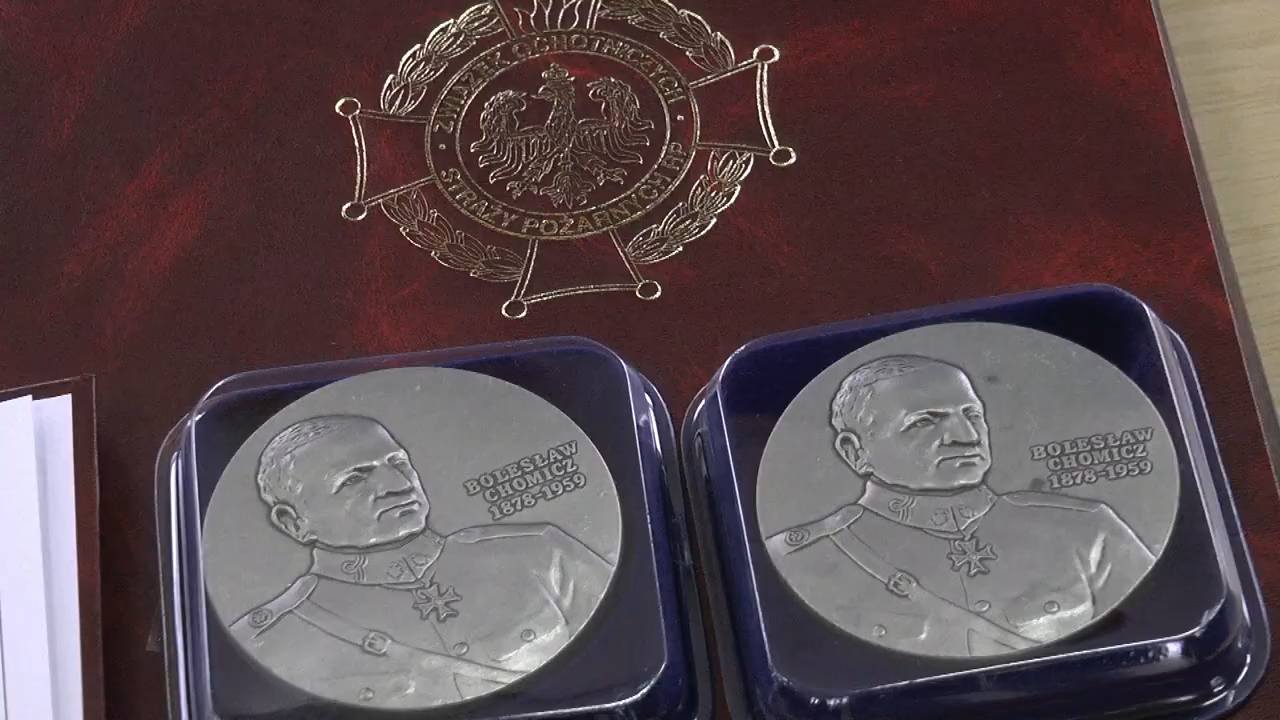 ZWIĄZEK OCHOTNICZYCH
STRAŻY POŻARNYCH RP
BOLESŁAW
CHOMICZ
1878-1959
BOLESŁAW
CHOMICZ
1878-1959